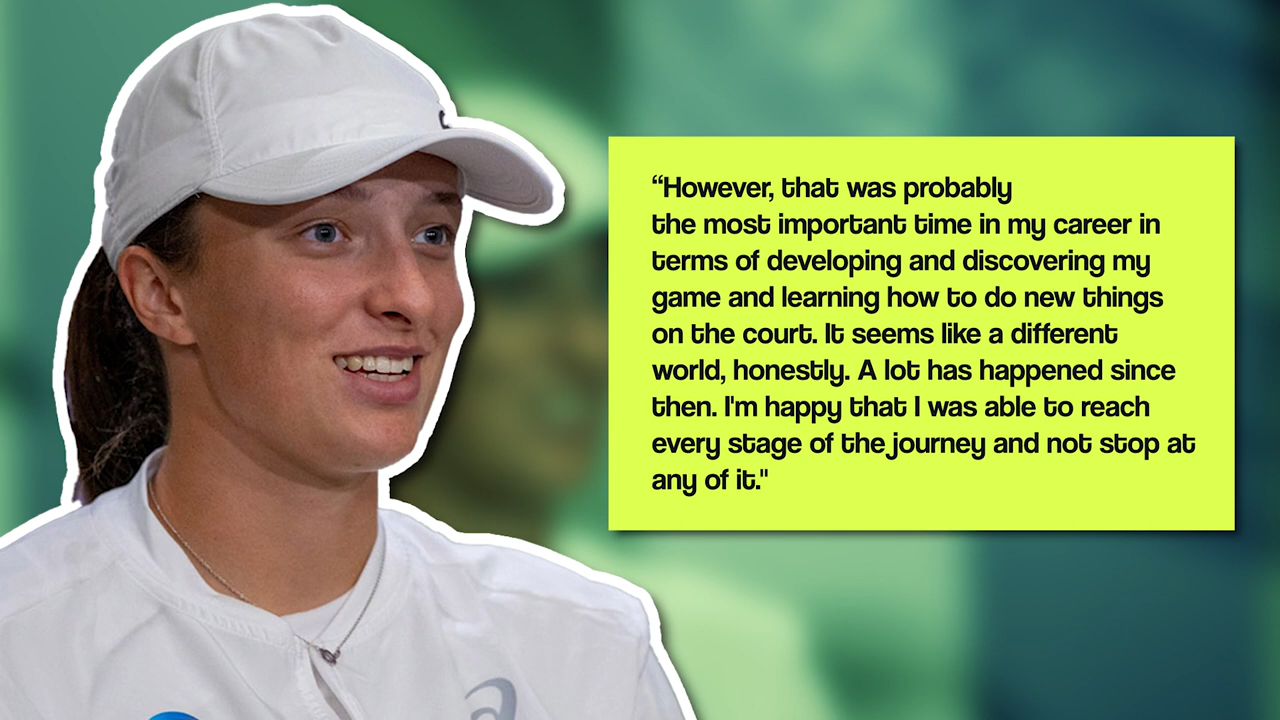 “However, that was probably
the most important time in my career in
terms of developing and discovering my
game and learning how to do new things
on the court. It seems like a different
world, honestly. A lot has happened since
then. I'm happy that I was able to reach
every stage of the journey and not stop at
any of it."